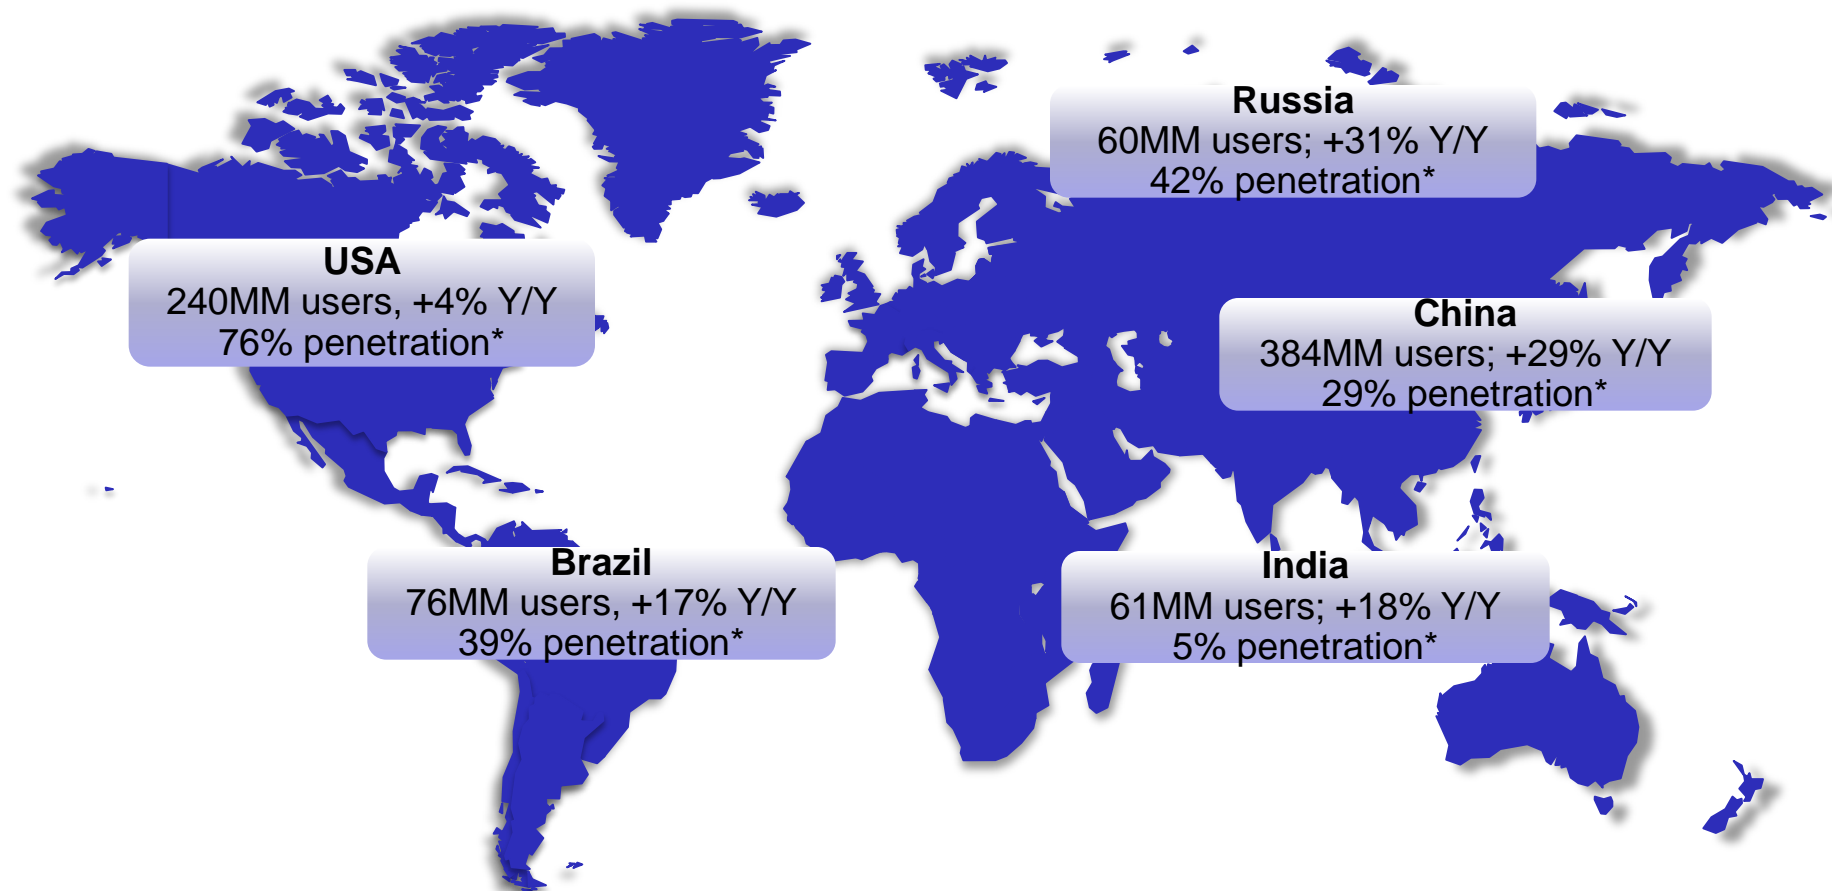 Russia
60MM users; +31% Y/Y
42% penetration*
USA
240MM users, +4% Y/Y
76% penetration*
China
384MM users; +29% Y/Y
29% penetration*
Brazil
76MM users, +17% Y/Y
39% penetration*
India
61MM users; +18% Y/Y
5% penetration*